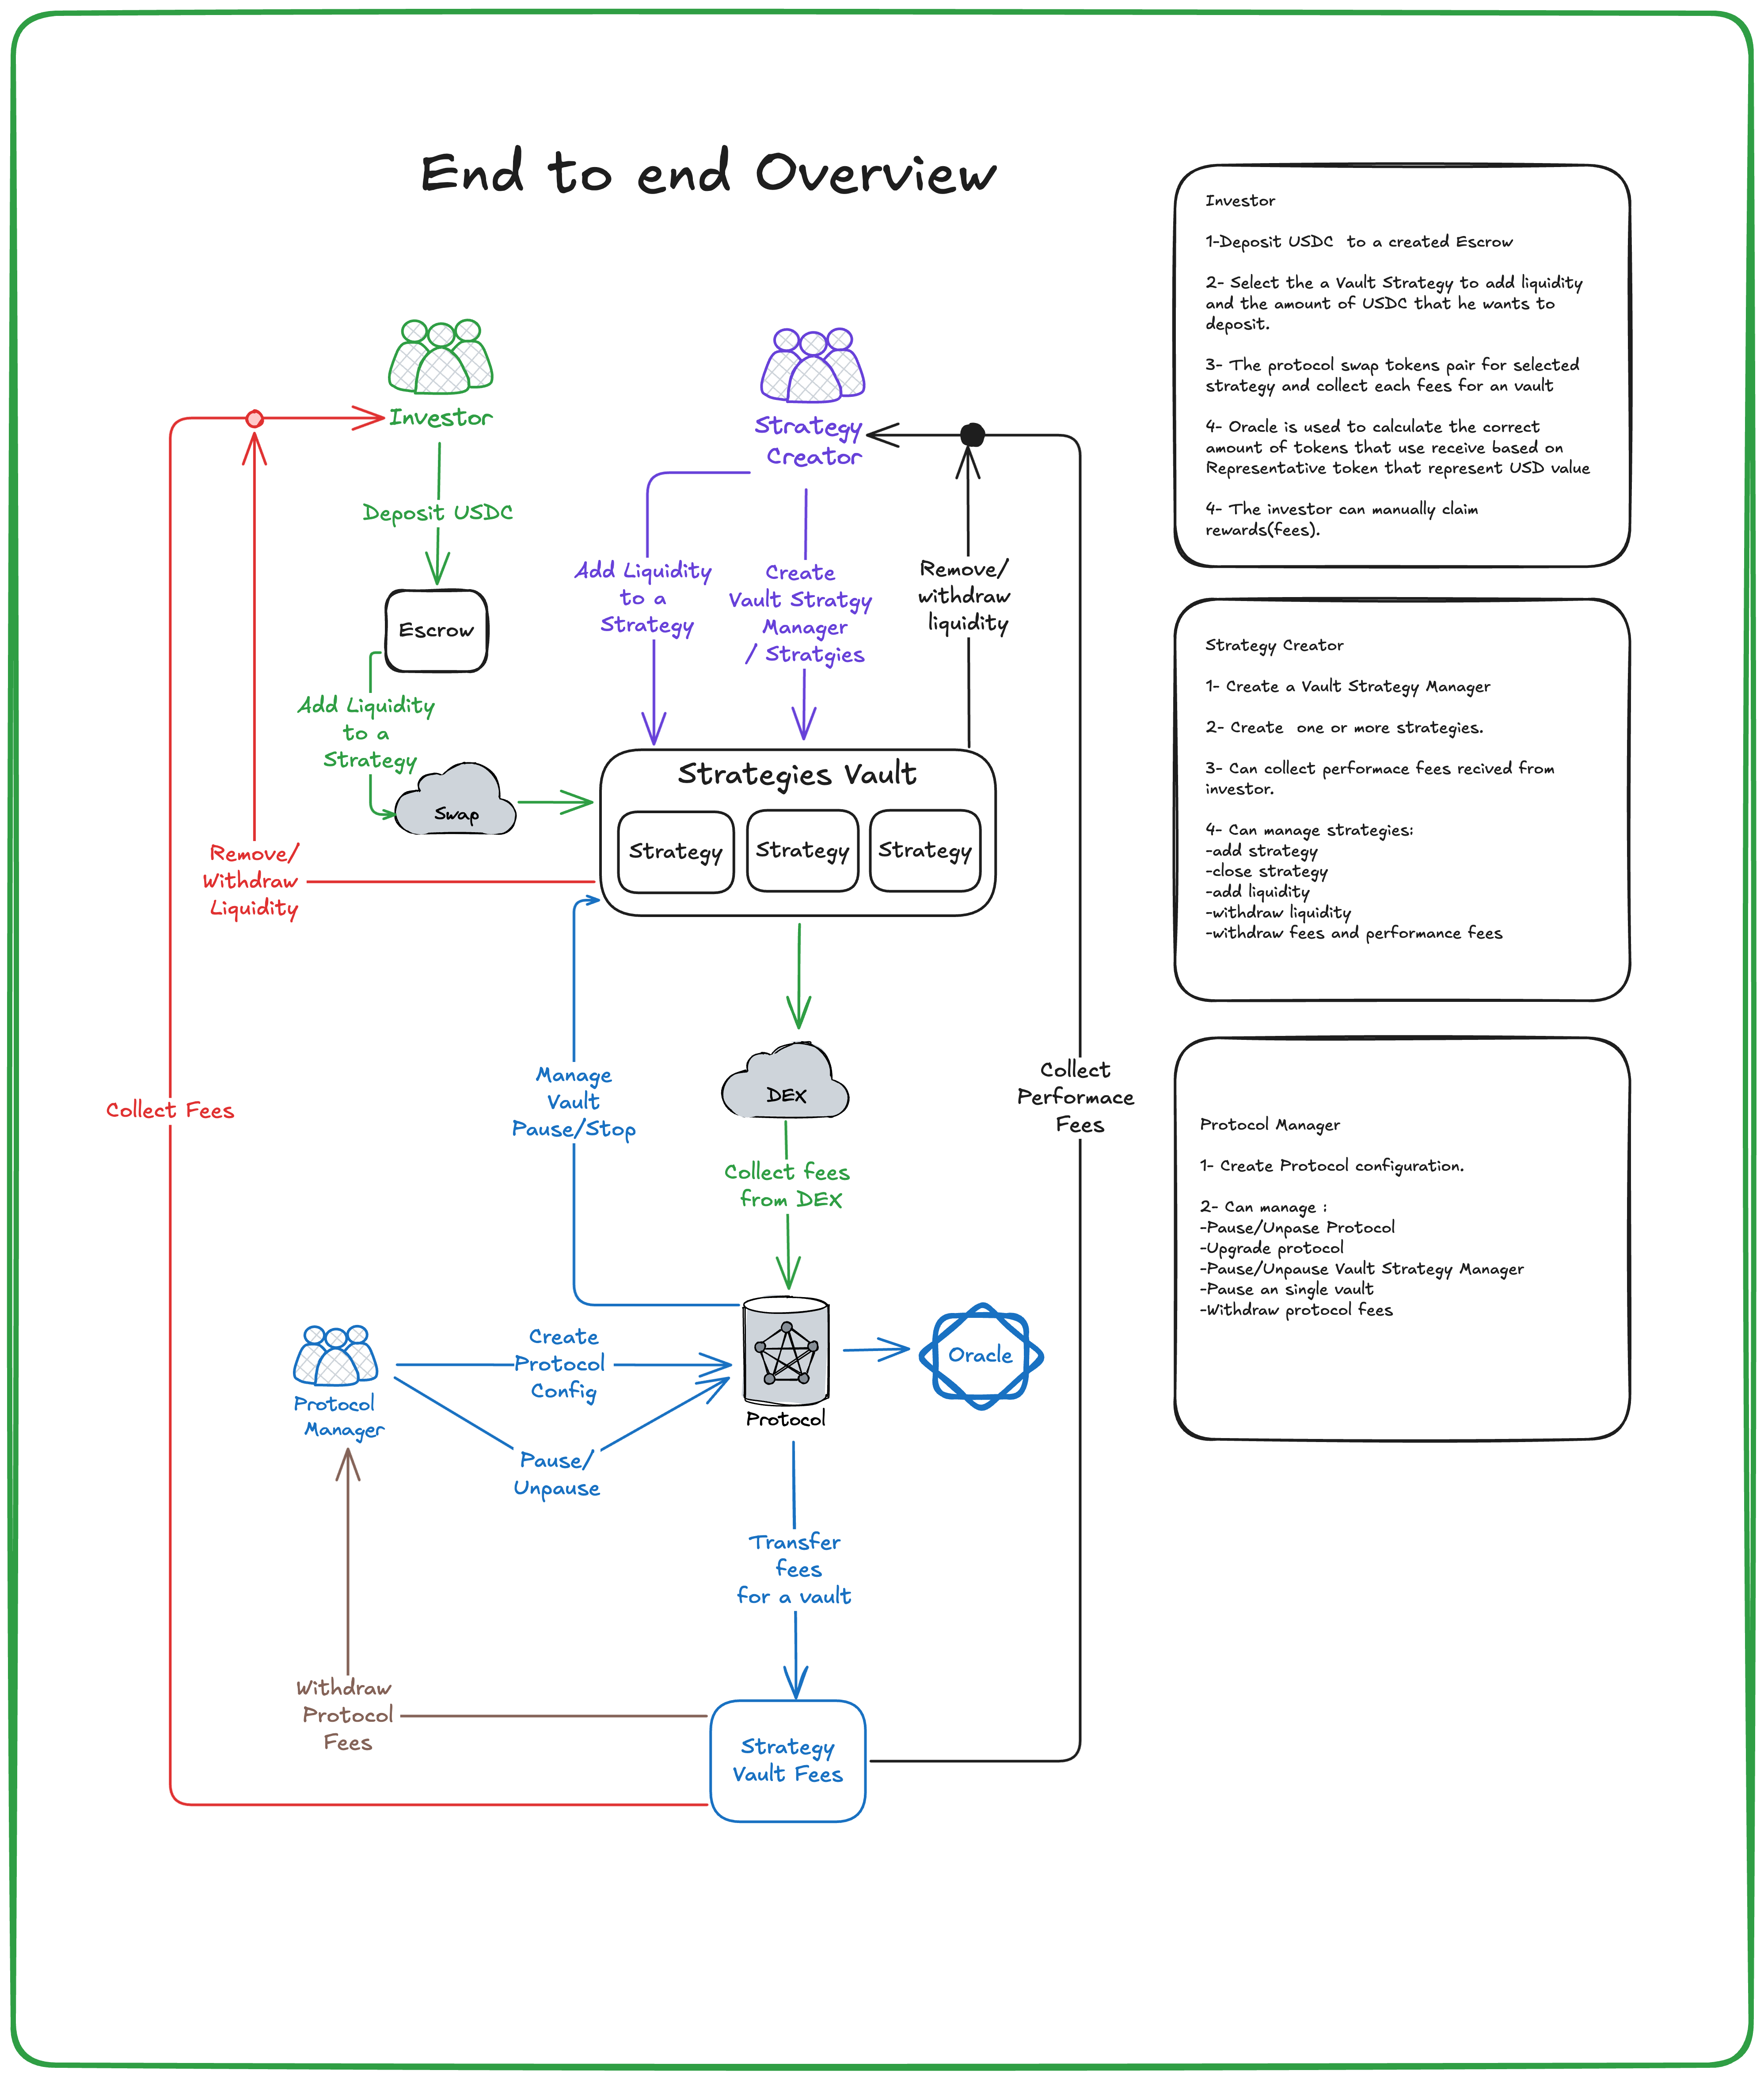 End to end Overview
Investor
Deposit USDC
Escrow
Add Liquidity
to a
Strategy
Swap
Remove/
Withdraw
Liquidity
Collect Fees
Strategy
Creator
Add Liquidity
to a
Strategy
Create
Vault Stratgy
Manager
/ Stratgies
Remove/
withdraw
liquidity
Strategies Vault
Strategy
Strategy
Strategy
Manage
Vault
Pause/Stop
DEX
Collect fees
from DEX
Collect
Performace
Fees
Protocol
Manager
Create
Protocol
Config
Pause/
Unpause
Protocol
Oracle
Transfer
fees
for a vault
Withdraw
Protocol
Fees
Strategy
Vault Fees
Investor
1-Deposit USDC  to a created Escrow
2- Select the a Vault Strategy to add liquidity
and the amount of USDC that he wants to
deposit.
3- The protocol swap tokens pair for selected
strategy and collect each fees for an vault
4- Oracle is used to calculate the correct
amount of tokens that use receive based on
Representative token that represent USD value
4- The investor can manually claim
rewards(fees).
Strategy Creator
1- Create a Vault Strategy Manager
2- Create  one or more strategies.
3- Can collect performace fees recived from
investor.
4- Can manage strategies:
-add strategy
-close strategy
-add liquidity
-withdraw liquidity
-withdraw fees and performance fees
Protocol Manager
1- Create Protocol configuration.
2- Can manage :
-Pause/Unpase Protocol
-Upgrade protocol
-Pause/Unpause Vault Strategy Manager
-Pause an single vault
-Withdraw protocol fees